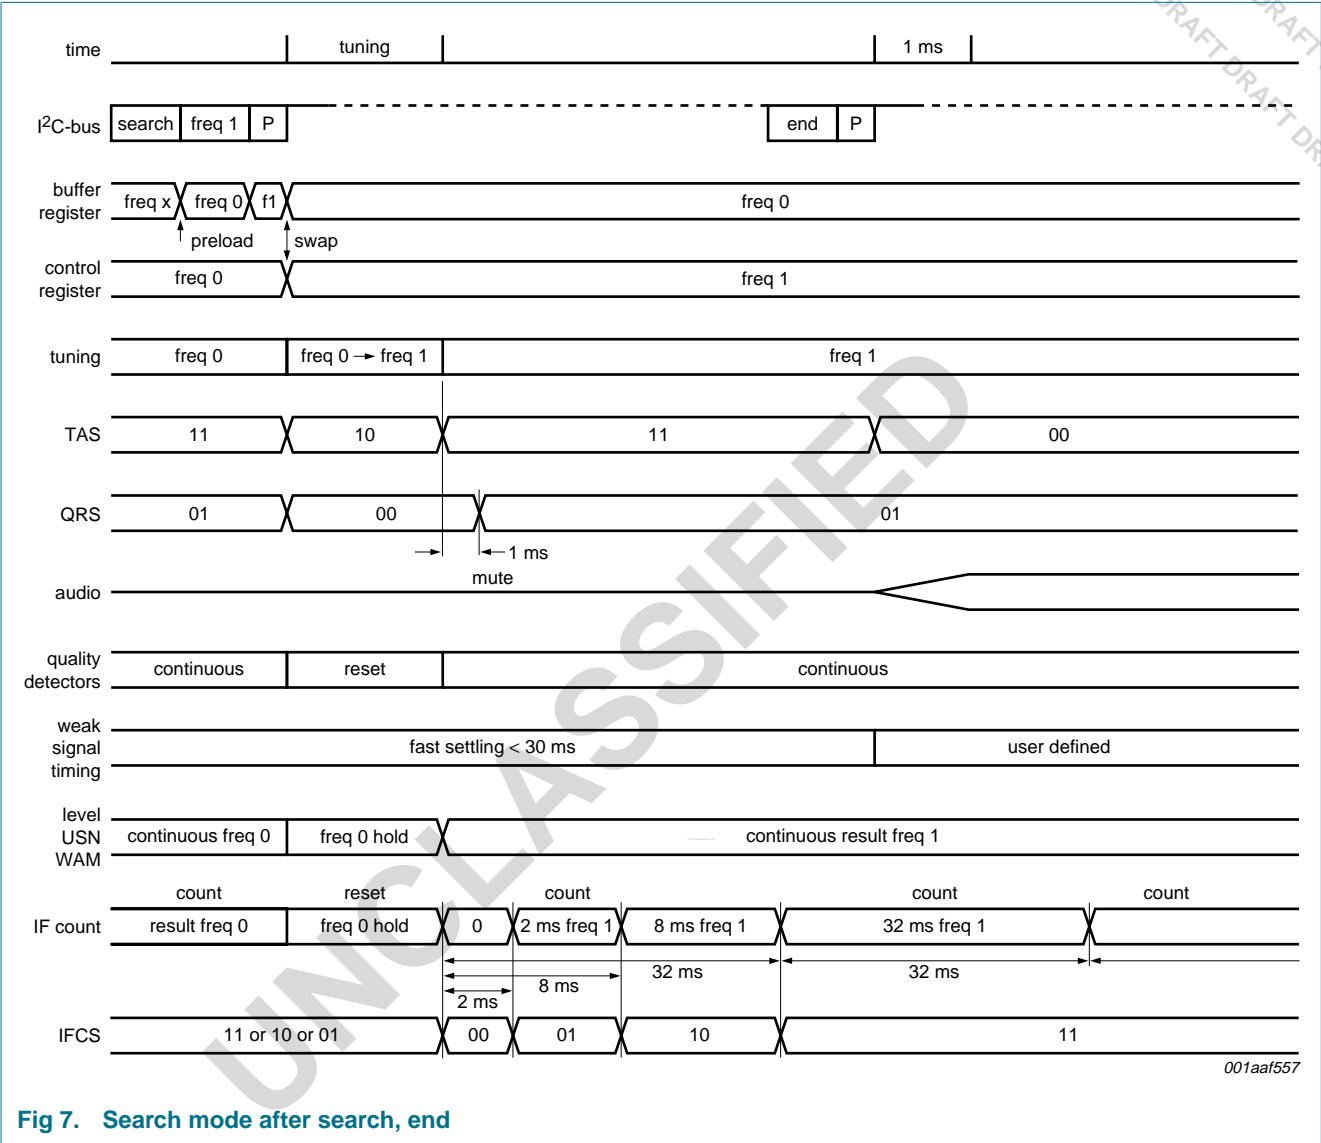 time tuning 1 ms
I2C-bus search freq 1 P end P
buffer register freq x freq 0 f1 freq 0
preload swap
control register freq 0 freq 1
tuning freq 0 → freq 1 freq 1
freq 0
TAS 11 10 11 00
QRS 01 00 01
1 ms
mute
audio
quality detectors continuous reset continuous
weak signal timing fast settling < 30 ms user defined
level USN WAM continuous freq 0 freq 0 hold continuous result freq 1
count reset count count count
IF count result freq 0 freq 0 hold 0 2 ms freq 1 8 ms freq 1 32 ms freq 1
32 ms 32 ms
8 ms
2 ms
IFCS 11 or 10 or 01 00 01 10 11
001aaf557
Fig 7. Search mode after search, end
UNCLASSIFIED
DRAFT DRAFT DRAFT